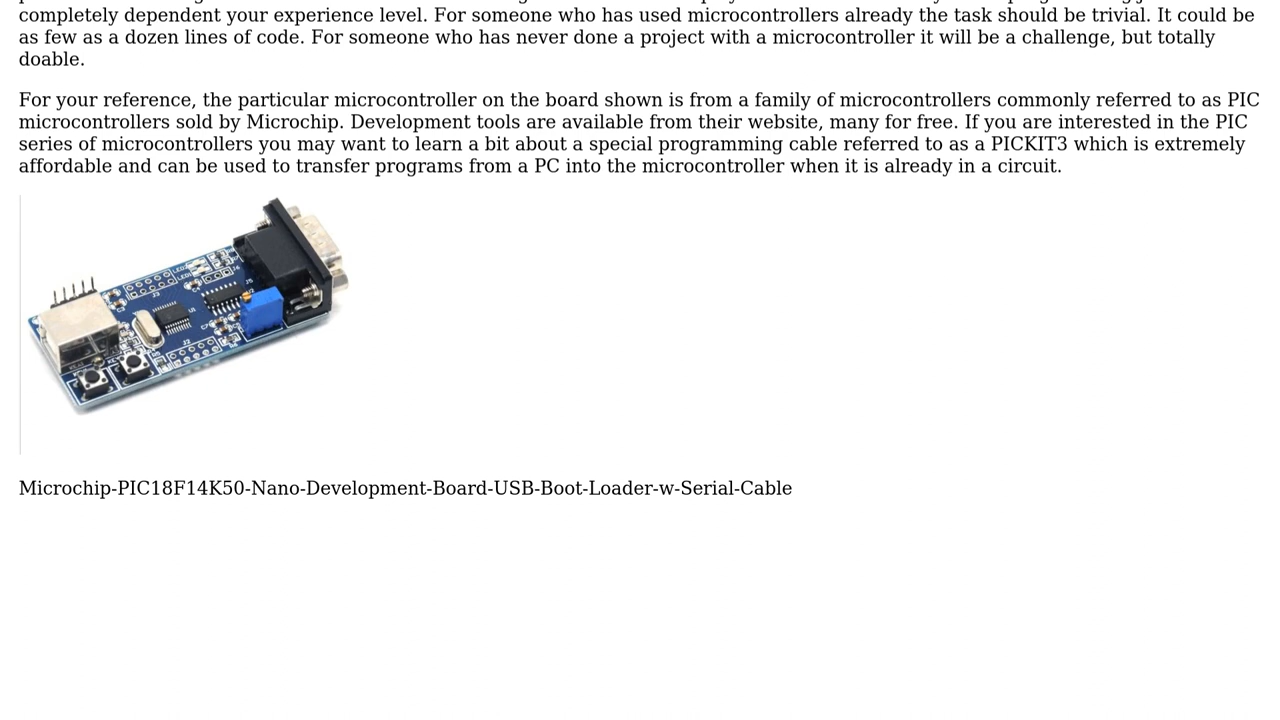 completely dependent your experience level. For someone who has used microcontrollers already the task should be trivial. It could be
as few as a dozen lines of code. For someone who has never done a project with a microcontroller it will be a challenge, but totally
doable.
For your reference, the particular microcontroller on the board shown is from a family of microcontrollers commonly referred to as PIC
microcontrollers sold by Microchip. Development tools are available from their website, many for free. If you are interested in the PIC
series of microcontrollers you may want to learn a bit about a special programming cable referred to as a PICKIT3 which is extremely
affordable and can be used to transfer programs from a PC into the microcontroller when it is already in a circuit.
J3
U1
J2
Microchip-PIC18F14K50-Nano-Development-Board-USB-Boot-Loader-w-Serial-Cable